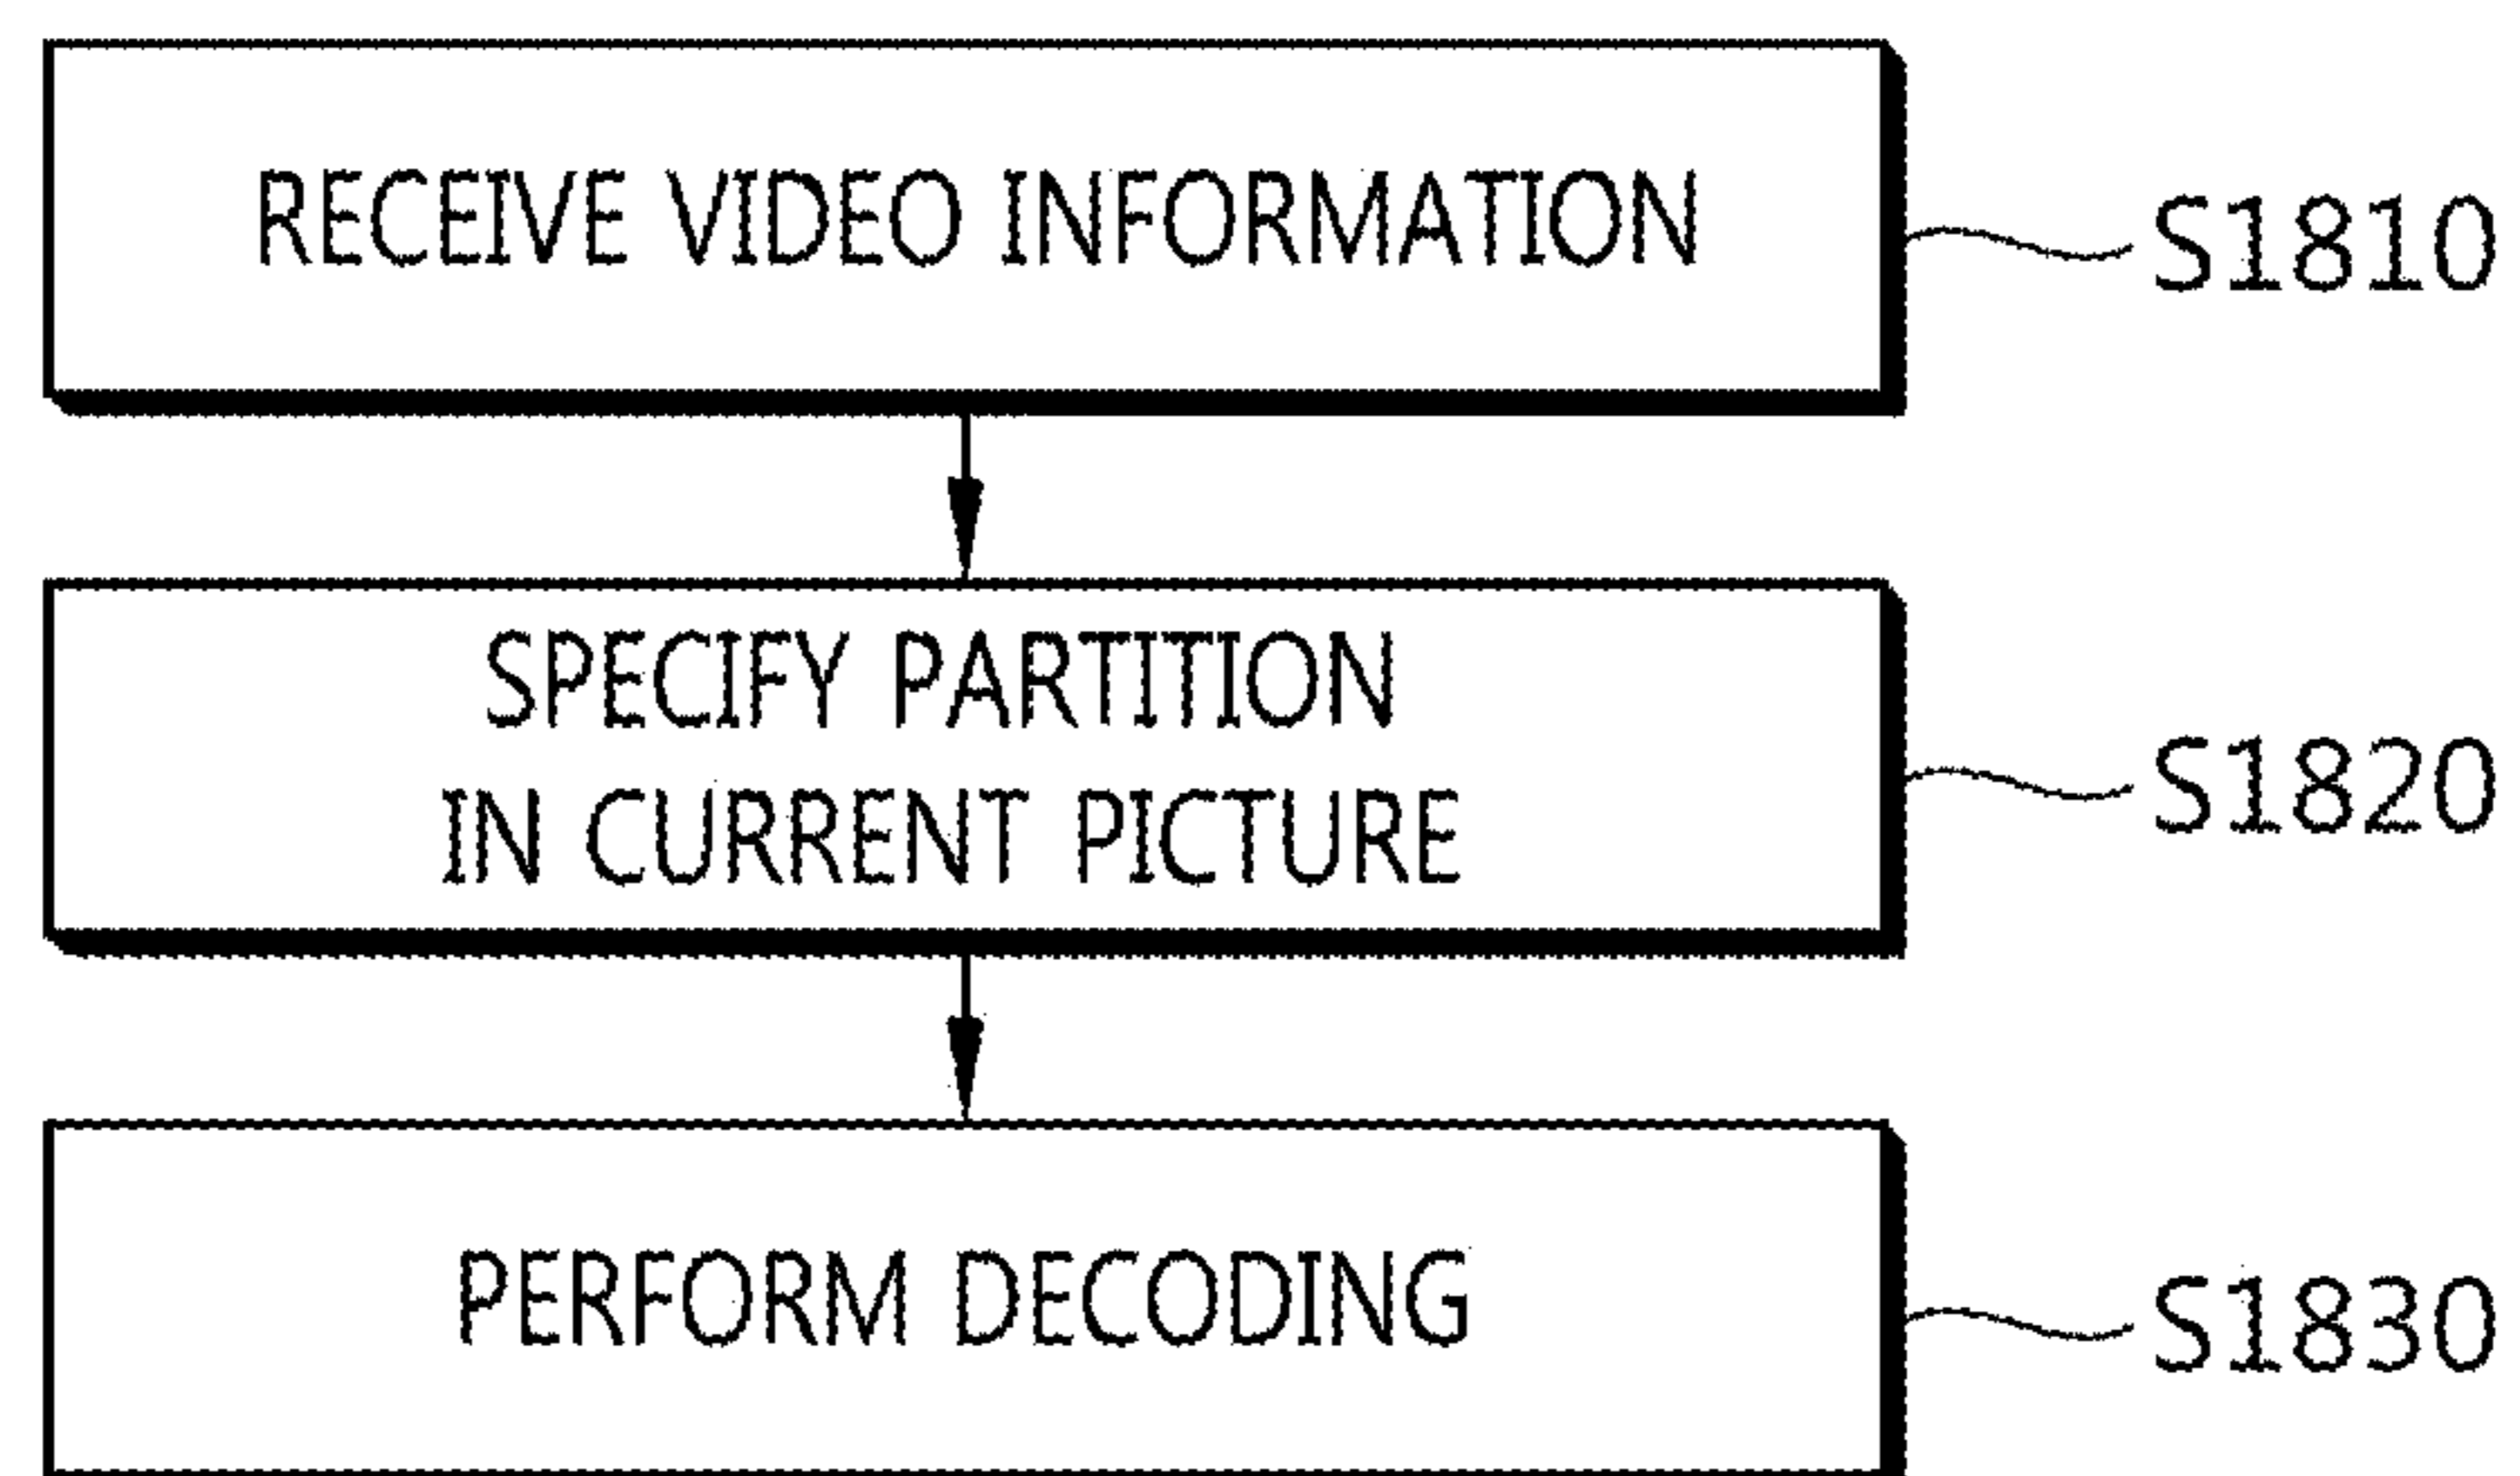 RECEIVE VIDEO INFORMATION
S1810
SPECIFY PARTITION
IN CURRENT PICTURE
S1820
PERFORM DECODING
S1830